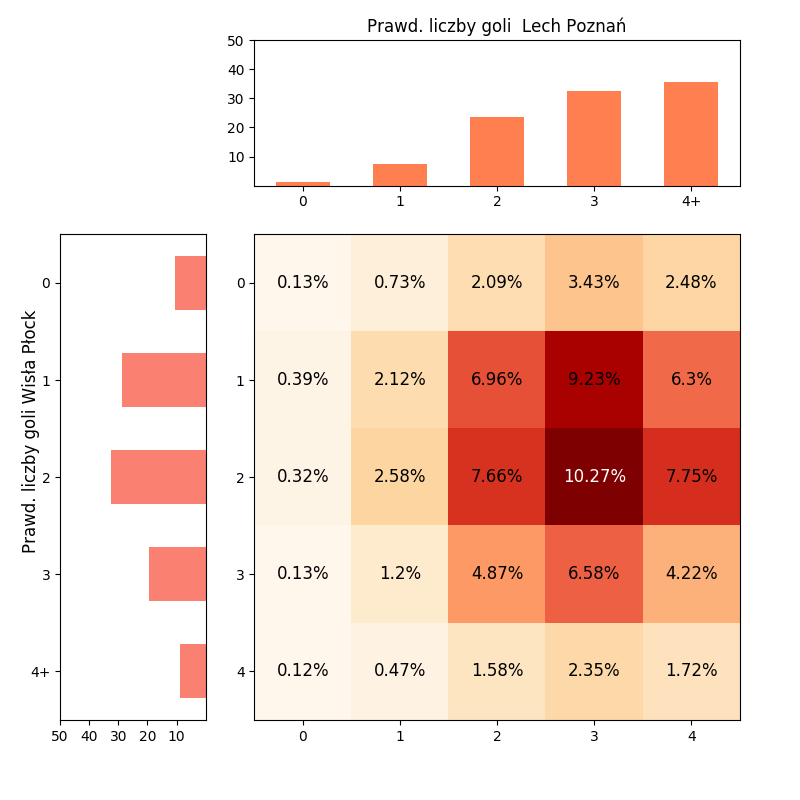 Prawd. liczby goli  Lech Poznań
50
40
30
20
10
0 1 2 3 4+
Prawd. liczby goli Wisła Płock
0
1
2
3
4+
50 40 30 20 10
0 0.13% 0.73% 2.09% 3.43% 2.48%
1 0.39% 2.12% 6.96% 9.23% 6.3%
2 0.32% 2.58% 7.66% 10.27% 7.75%
3 0.13% 1.2% 4.87% 6.58% 4.22%
4 0.12% 0.47% 1.58% 2.35% 1.72%
0 1 2 3 4